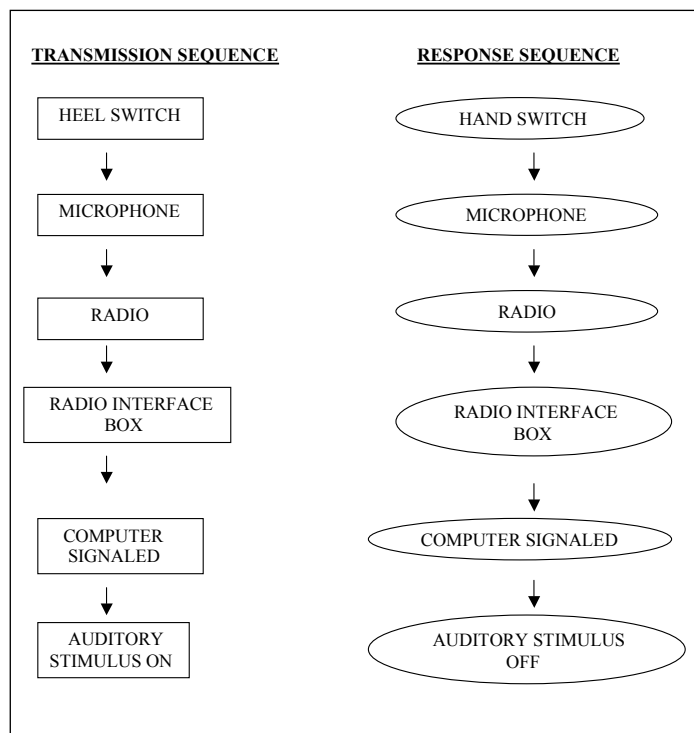 TRANSMISSION SEQUENCE
HEEL SWITCH
MICROPHONE
RADIO
RADIO INTERFACE
BOX
COMPUTER
SIGNALED
AUDITORY
STIMULUS ON
RESPONSE SEQUENCE
HAND SWITCH
MICROPHONE
RADIO
RADIO INTERFACE
BOX
COMPUTER SIGNALED
AUDITORY STIMULUS
OFF